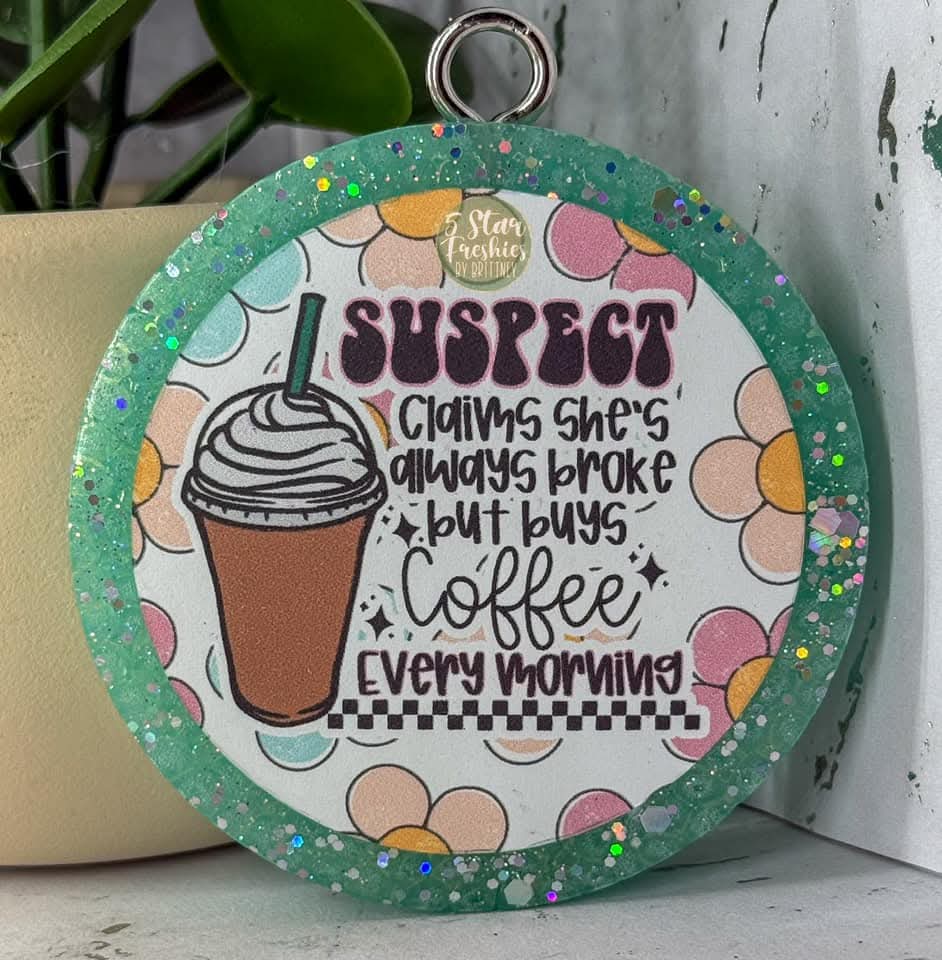 5 Star
Freshies
BY BRITTNEY
SUSPECT
Claims she's
always broke
but buys
Coffee
Every morning